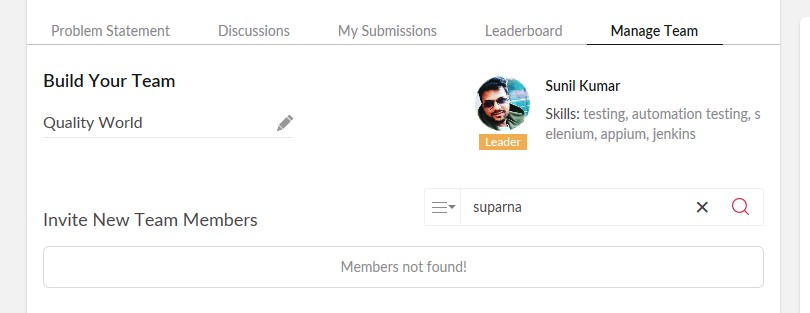 Problem Statement
Discussions
My Submissions
Leaderboard
Manage Team
Build Your Team
Quality World
Sunil Kumar
Skills: testing, automation testing, s
elenium, appium, jenkins
Leader
Invite New Team Members
suparna
Members not found!